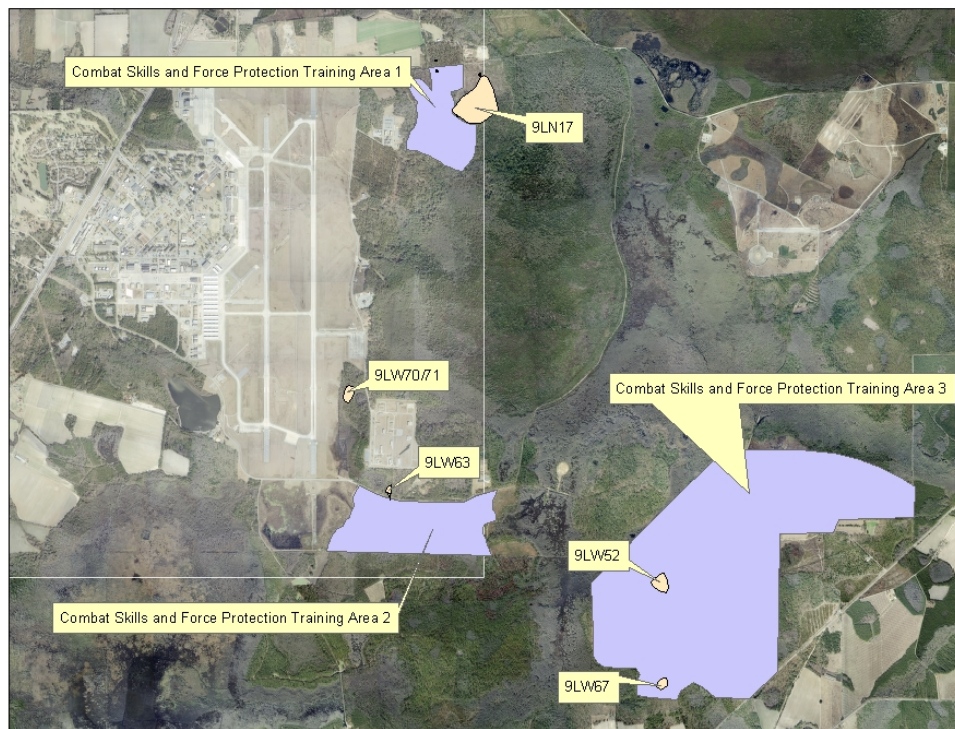 Combat Skills and Force Protection Training Area 1
9LN17
9LW70/71
Combat Skills and Force Protection Training Area 3
9LW63
9LW52
Combat Skills and Force Protection Training Area 2
9LW67